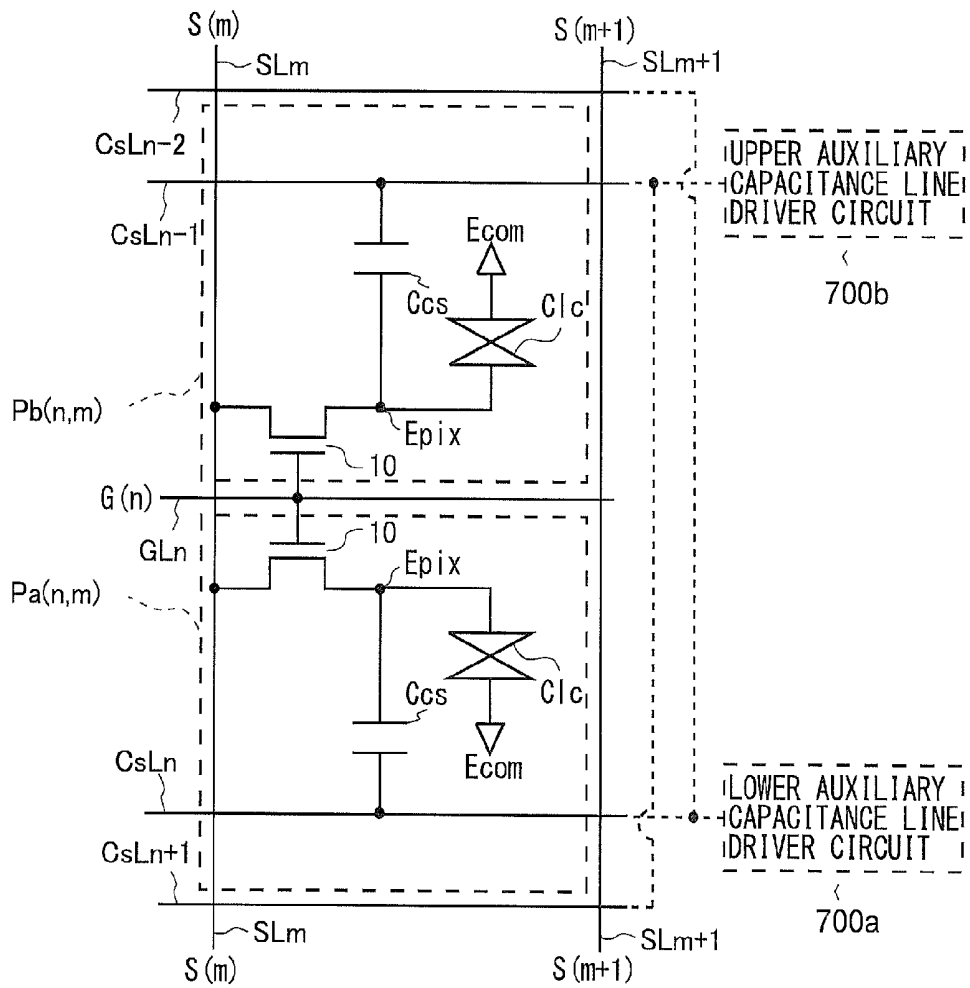 S(m)
S(m+1)
SLm
SLm+1
CsLn-2
UPPER AUXILIARY
CAPACITANCE LINE
DRIVER CIRCUIT
CsLn-1
Ecom
700b
Ccs
Clc
Pb(n,m)
Epix
10
G(n)
10
GLn
Epix
Pa(n,m)
Ccs
Clc
CsLn
Ecom
LOWER AUXILIARY
CAPACITANCE LINE
DRIVER CIRCUIT
CsLn+1
700a
SLm
SLm+1
S(m)
S(m+1)